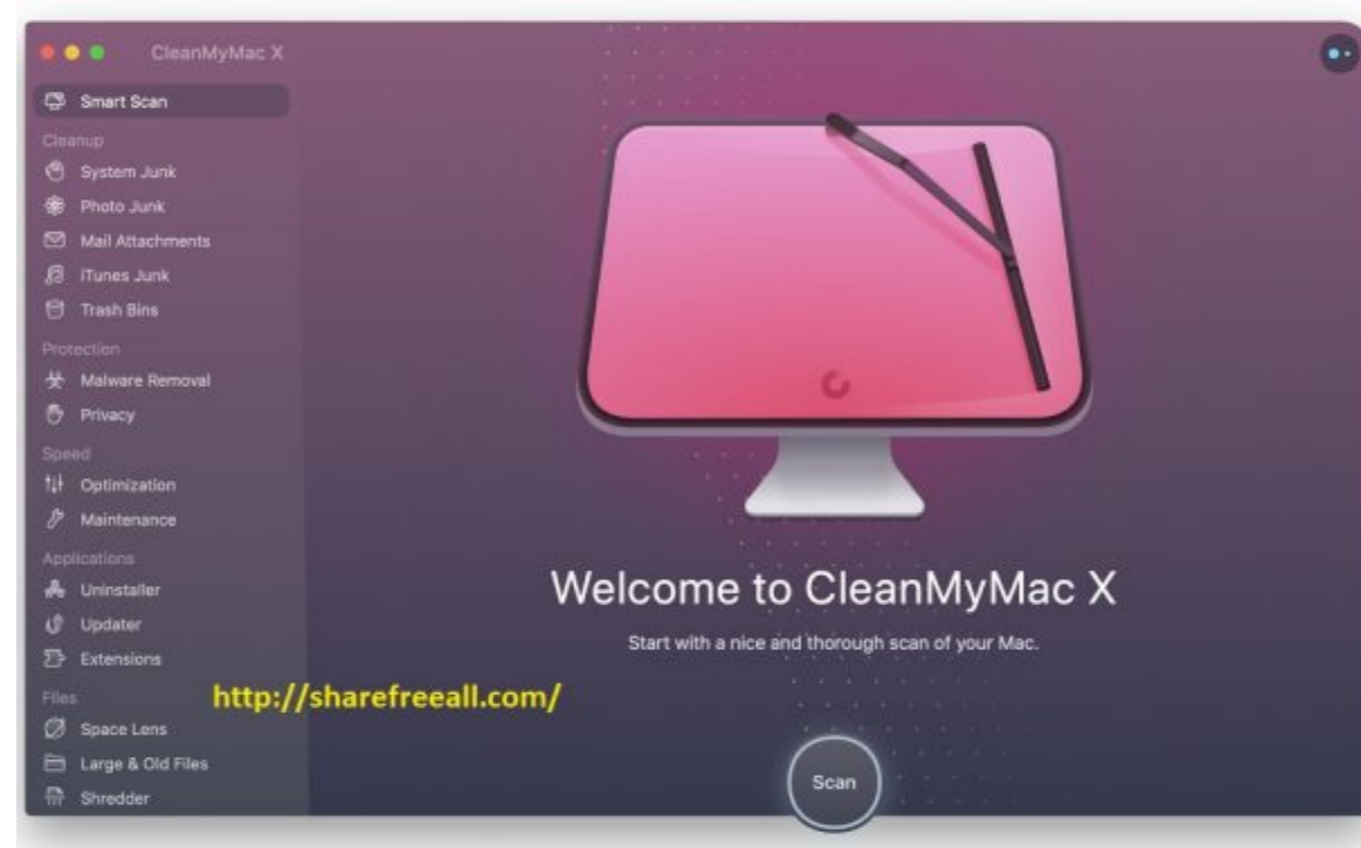 CleanMyMac X
Smart Scan
Cleanup
System Junk
Photo Junk
Mail Attachments
iTunes Junk
Trash Bins
Protection
Malware Removal
Privacy
Speed
Optimization
Maintenance
Applications
Uninstaller
Updater
Extensions
Files
Space Lens
Large & Old Files
Shredder
Welcome to CleanMyMac X
Start with a nice and thorough scan of your Mac.
http://sharefreeall.com/
Scan